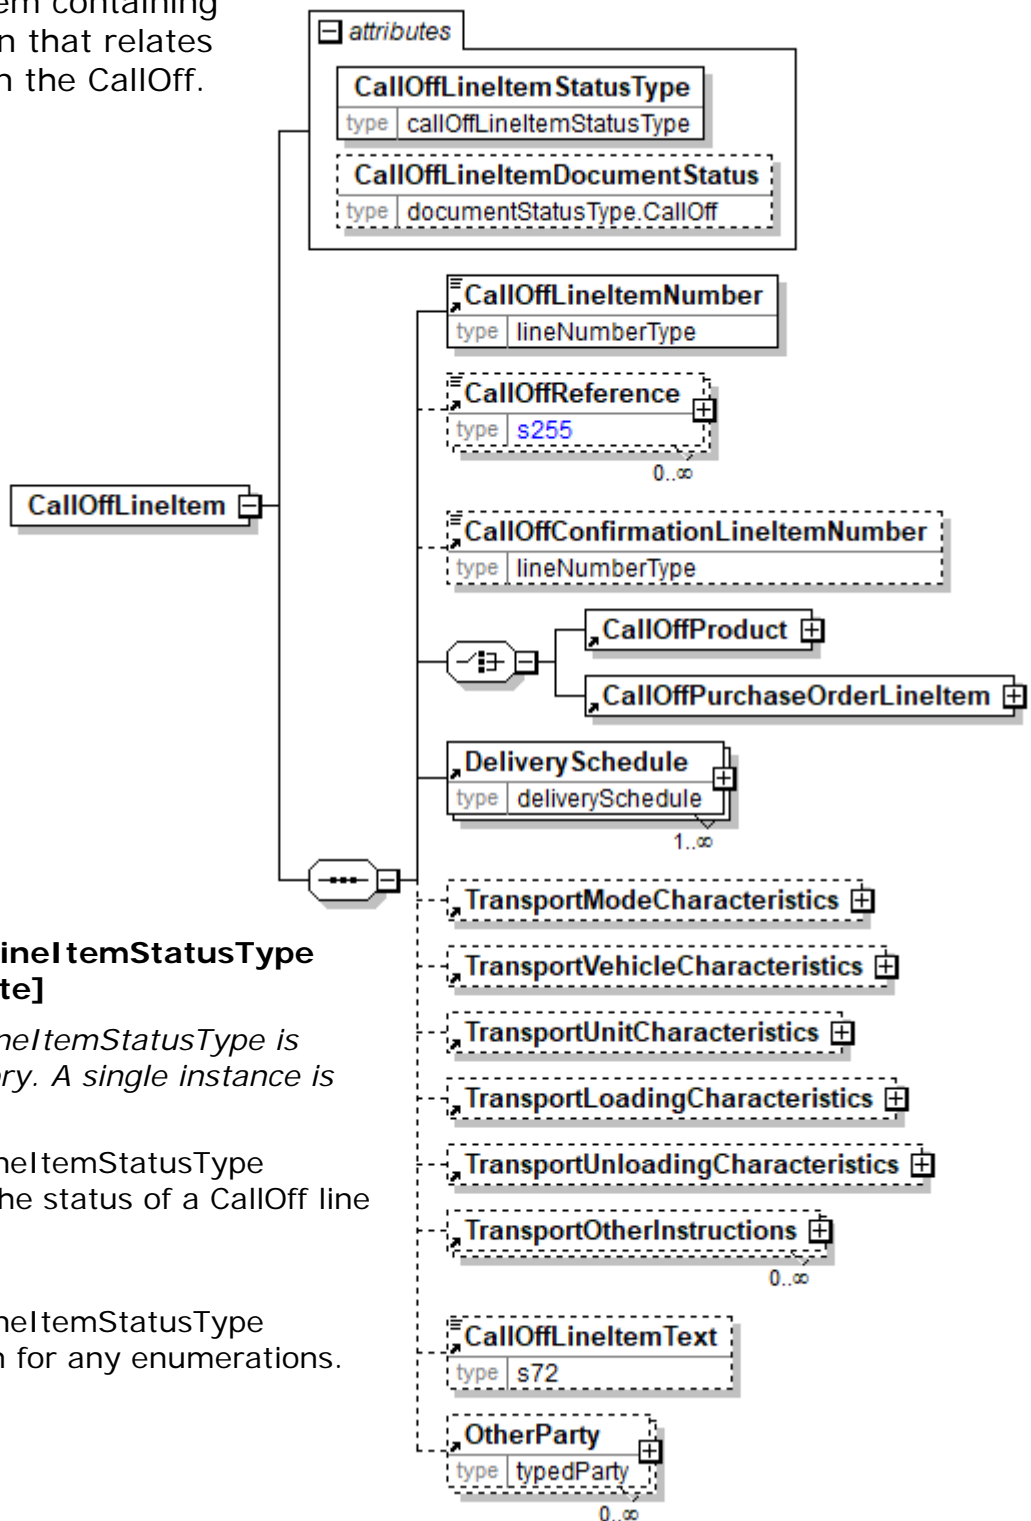 em containing
n that relates
n the CallOff.
attributes
CallOffLineItemStatusType
type callOffLineItemStatusType
CallOffLineItemDocumentStatus
type documentStatusType.CallOff
CallOffLineItemNumber
type lineNumberType
CallOffReference
type s255
0..∞
CallOffLineItem
CallOffConfirmationLineItemNumber
type lineNumberType
CallOffProduct
CallOffPurchaseOrderLineItem
DeliverySchedule
type deliverySchedule
1..∞
TransportModeCharacteristics
TransportVehicleCharacteristics
TransportUnitCharacteristics
TransportLoadingCharacteristics
TransportUnloadingCharacteristics
TransportOtherInstructions
0..∞
CallOffLineItemText
type s72
OtherParty
type typedParty
0..∞
ineItemStatusType
te]
neItemStatusType is
ry. A single instance is
neItemStatusType
he status of a CallOff line
neItemStatusType
n for any enumerations.